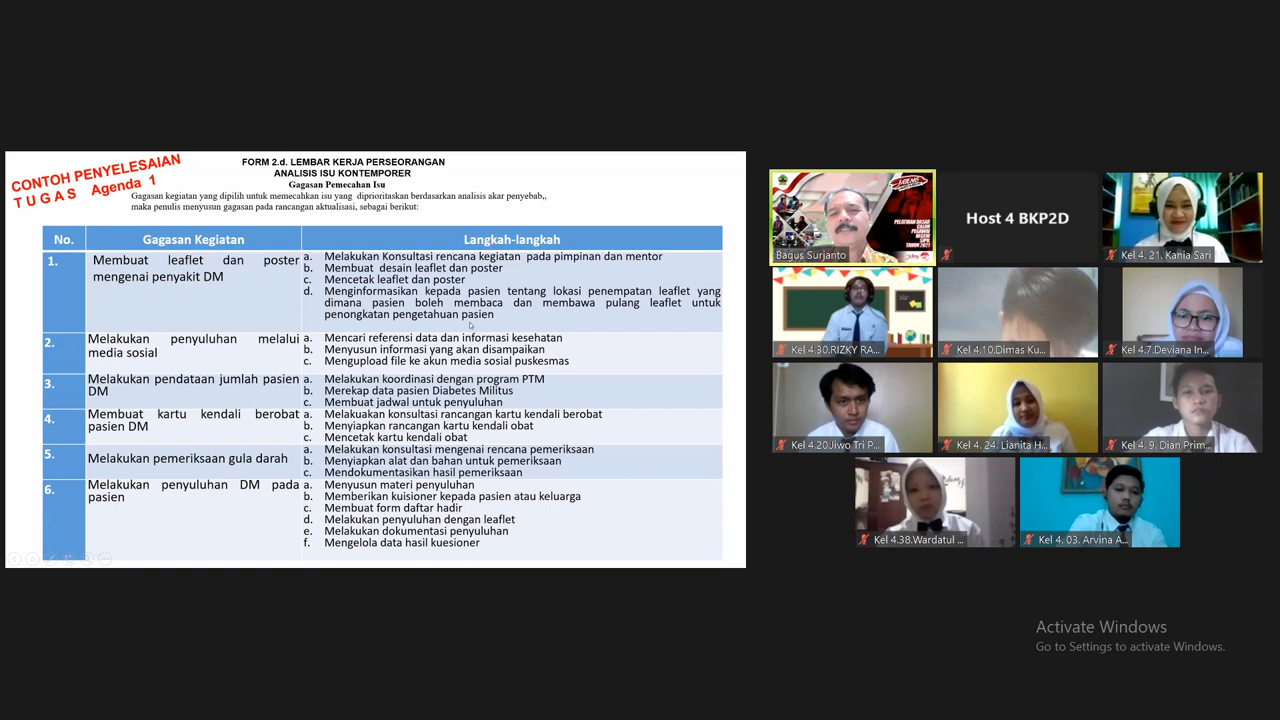 CONTOH PENYELESAIAN
T U G A S Agenda 1
FORM 2.d. LEMBAR KERJA PERSEORANGAN
ANALISIS ISU KONTEMPORER
Gagasan Pemecahan Isu
Gagasan kegiatan yang dipilih untuk memecahkan isu yang diprioritaskan berdasarkan analisis akar penyebab,,
maka penulis menyusun gagasan pada rancangan aktualisasi, sebagai berikut:
No. Gagasan Kegiatan Langkah-langkah
1. Membuat leaflet dan poster
mengenai penyakit DM
a. Melakukan Konsultasi rencana kegiatan pada pimpinan dan mentor
b. Membuat desain leaflet dan poster
c. Mencetak leaflet dan poster
d. Menginformasikan kepada pasien tentang lokasi penempatan leaflet yang
dimana pasien boleh membaca dan membawa pulang leaflet untuk
penongkatan pengetahuan pasien
2. Melakukan penyuluhan melalui
media sosial
a. Mencari referensi data dan informasi kesehatan
b. Menyusun informasi yang akan disampaikan
c. Mengupload file ke akun media sosial puskesmas
3. Melakukan pendataan jumlah pasien
DM
a. Melakukan koordinasi dengan program PTM
b. Merekap data pasien Diabetes Militus
c. Membuat jadwal untuk penyuluhan
4. Membuat kartu kendali berobat
pasien DM
a. Melakuakan konsultasi rancangan kartu kendali berobat
b. Menyiapkan rancangan kartu kendali obat
c. Mencetak kartu kendali obat
5. Melakukan pemeriksaan gula darah
a. Melakukan konsultasi mengenai rencana pemeriksaan
b. Menyiapkan alat dan bahan untuk pemeriksaan
c. Mendokumentasikan hasil pemeriksaan
6. Melakukan penyuluhan DM pada
pasien
a. Menyusun materi penyuluhan
b. Memberikan kuisioner kepada pasien atau keluarga
c. Membuat form daftar hadir
d. Melakukan penyuluhan dengan leaflet
e. Melakukan dokumentasi penyuluhan
f. Mengelola data hasil kuesioner
PELATIHAN DASAR
CALON
PEGAWAI
NEGERI
SIPIL
TAHUN 2021
Bagus Surjanto
Host 4 BKP2D
Kel 4. 21. Kania Sari
Kel 4.30.RIZKY RA...
Kel 4.10.Dimas Ku...
Kel 4.7.Deviana In...
Kel 4.20.Jiwo Tri P...
Kel 4. 24. Lianita H...
Kel 4. 9. Dian Prim...
Kel 4.38.Wardatul ...
Kel 4. 03. Arvina A...
Activate Windows
Go to Settings to activate Windows.